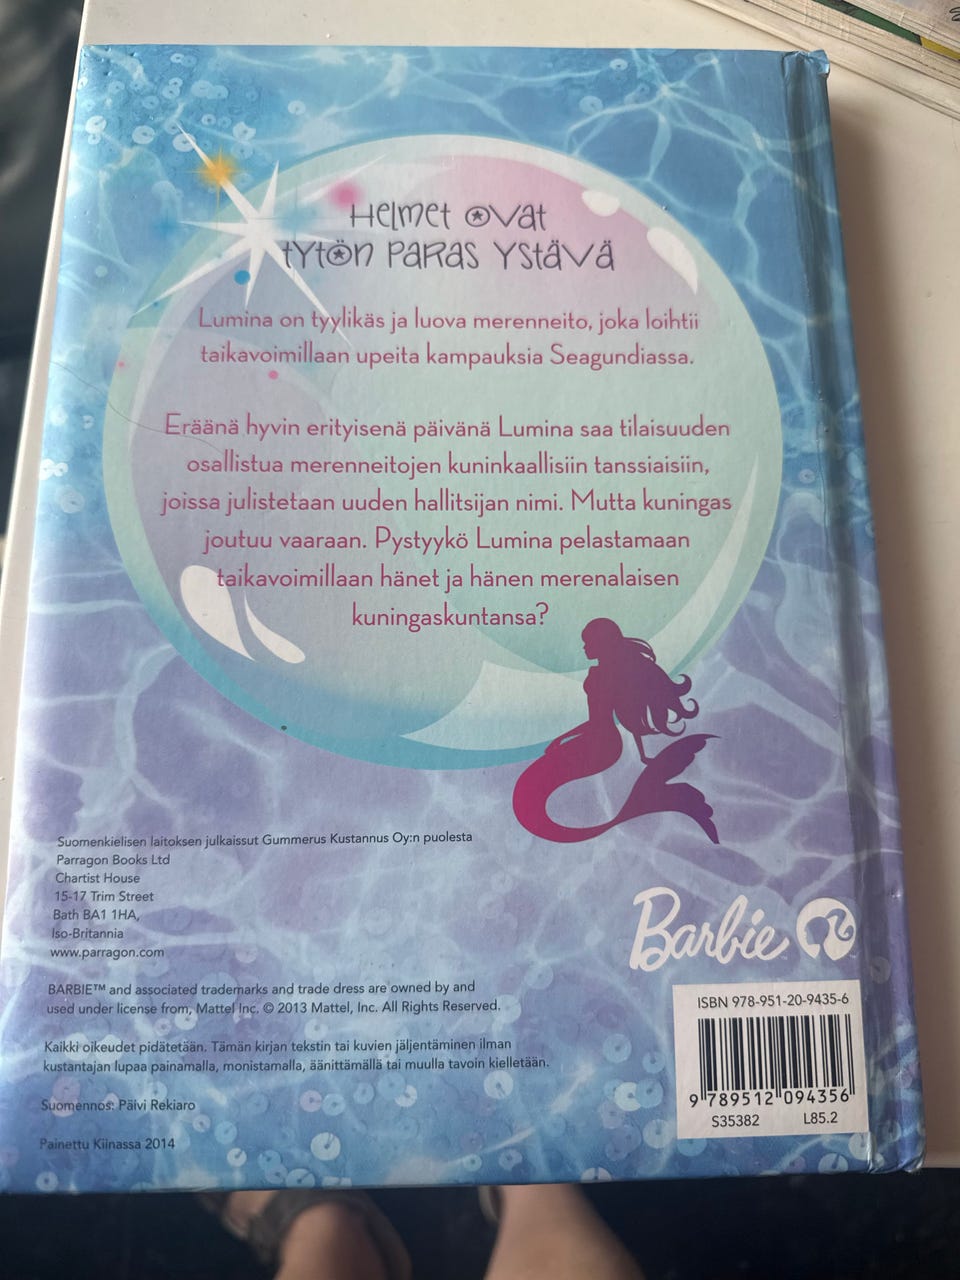 Helmet ovat
tytön paras ystävä
Lumina on tyylikäs ja luova merenneito, joka loihtii
taikavoimillaan upeita kampauksia Seagundiassa.
Eräänä hyvin erityisenä päivänä Lumina saa tilaisuuden
osallistua merenneitojen kuninkaallisiin tanssiaisiin,
joissa julistetaan uuden hallitsijan nimi. Mutta kuningas
joutuu vaaraan. Pystyykö Lumina pelastamaan
taikavoimillaan hänet ja hänen merenalaisen
kuningaskuntansa?
Suomenkielisen laitoksen julkaissut Gummerus Kustannus Oy:n puolesta
Parragon Books Ltd
Chartist House
15-17 Trim Street
Bath BA1 1HA,
Iso-Britannia
www.parragon.com
BARBIE™ and associated trademarks and trade dress are owned by and
used under license from, Mattel Inc. © 2013 Mattel, Inc. All Rights Reserved.
Kaikki oikeudet pidätetään. Tämän kirjan tekstin tai kuvien jäljentäminen ilman
kustantajan lupaa painamalla, monistamalla, äänittämällä tai muulla tavoin kielletään.
Suomennos: Päivi Rekiaro
Painettu Kiinassa 2014
Barbie
ISBN 978-951-20-9435-6
9 789512 094356
S35382 L85.2